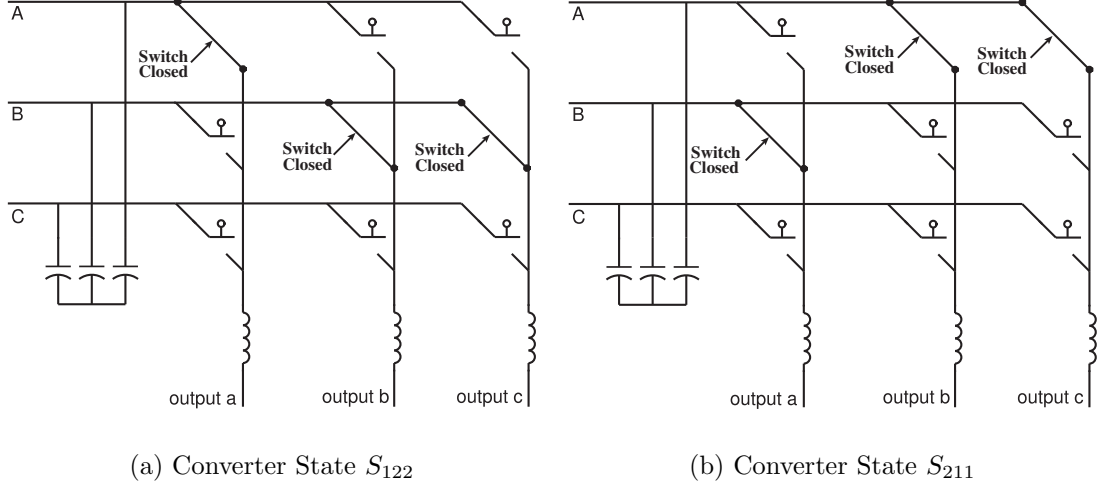 A
Switch
Closed
B
Switch
Closed
Switch
Closed
C
output a
output b
output c
(a) Converter State S122
A
Switch
Closed
Switch
Closed
B
Switch
Closed
C
output a
output b
output c
(b) Converter State S211